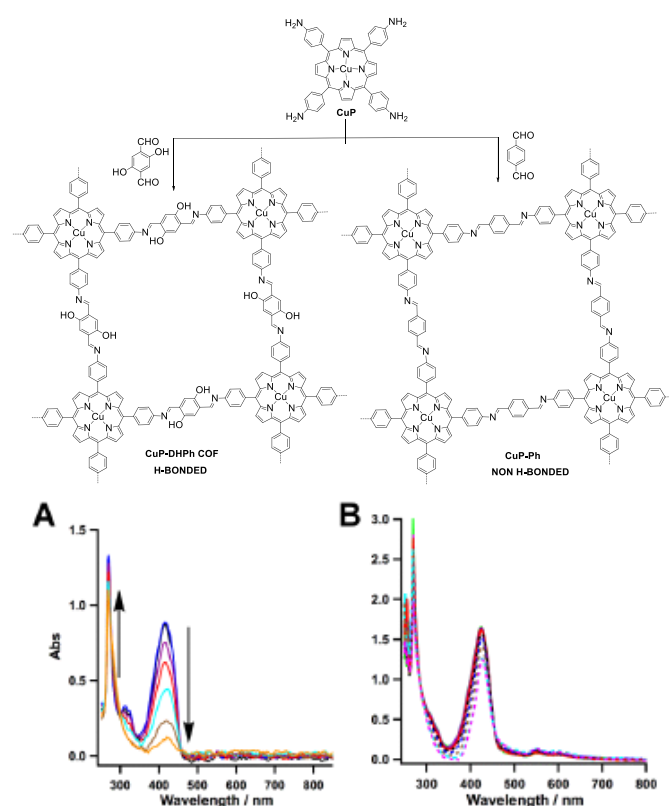 H₂N
NH₂
N
N Cu N
N
H₂N
NH₂
CuP
CHO
OH
HO
CHO
CHO
CHO
OH
N N
Cu N N Cu
N N HO N N
N N
HO OH
OH HO
N N
OH
Cu N N Cu
HO
CuP-DHPh COF
H-BONDED
N N
Cu N N Cu
N N
N N
N N
Cu N N Cu
CuP-Ph
NON H-BONDED
A
1.5
1.0
0.5
0.0
Abs
300 400 500 600 700 800
Wavelength / nm
B
3.0
2.5
2.0
1.5
1.0
0.5
0.0
300 400 500 600 700 800
Wavelength / nm